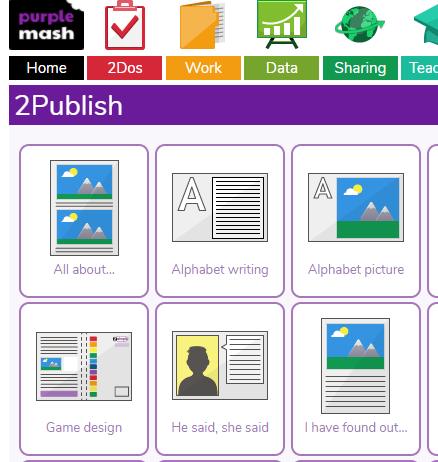 purple
mash
Home 2Dos Work Data Sharing Teac
2Publish
A A
All about... Alphabet writing Alphabet picture
Game design He said, she said I have found out...